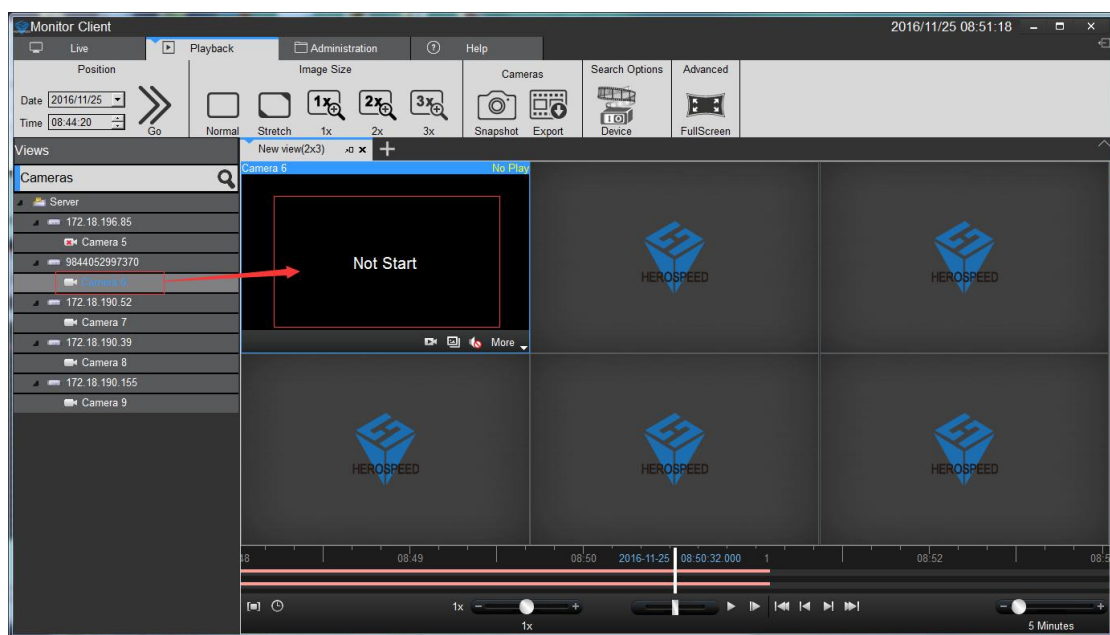 Monitor Client
2016/11/25 08:51:18
Live
Playback
Administration
Help
Position
Image Size
Cameras
Search Options
Advanced
Date 2016/11/25
Time 08:44:20
Go
Normal
Stretch
1x
1x
2x
2x
3x
3x
Snapshot
Export
Device
FullScreen
Views
New view(2x3)
Cameras
Camera 6
No Play
Server
172.18.196.85
Camera 5
9844052997370
Camera 6
172.18.190.52
Camera 7
172.18.190.39
Camera 8
172.18.190.155
Camera 9
Not Start
More
HEROSPEED
HEROSPEED
HEROSPEED
HEROSPEED
HEROSPEED
08:49
08:50
2016-11-25
08:50:32.000
08:52
1x
1x
5 Minutes